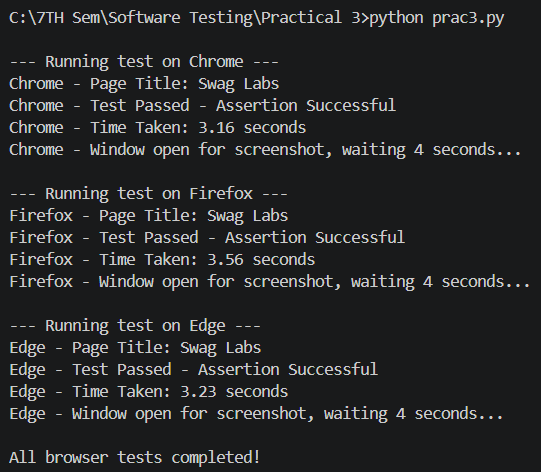 C:\7TH Sem\Software Testing\Practical 3>python prac3.py
--- Running test on Chrome ---
Chrome - Page Title: Swag Labs
Chrome - Test Passed - Assertion Successful
Chrome - Time Taken: 3.16 seconds
Chrome - Window open for screenshot, waiting 4 seconds...
--- Running test on Firefox ---
Firefox - Page Title: Swag Labs
Firefox - Test Passed - Assertion Successful
Firefox - Time Taken: 3.56 seconds
Firefox - Window open for screenshot, waiting 4 seconds...
--- Running test on Edge ---
Edge - Page Title: Swag Labs
Edge - Test Passed - Assertion Successful
Edge - Time Taken: 3.23 seconds
Edge - Window open for screenshot, waiting 4 seconds...
All browser tests completed!